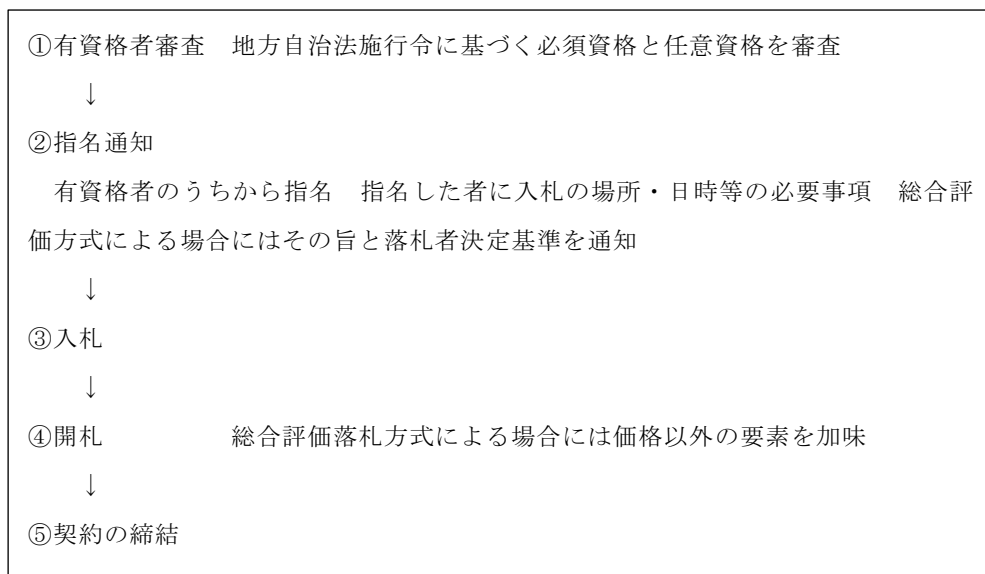 ①有資格者審査　地方自治法施行令に基づく必須資格と任意資格を審査
↓
②指名通知
有資格者のうちから指名　指名した者に入札の場所・日時等の必要事項　総合評
価方式による場合にはその旨と落札者決定基準を通知
↓
③入札
↓
④開札　　　　　総合評価落札方式による場合には価格以外の要素を加味
↓
⑤契約の締結